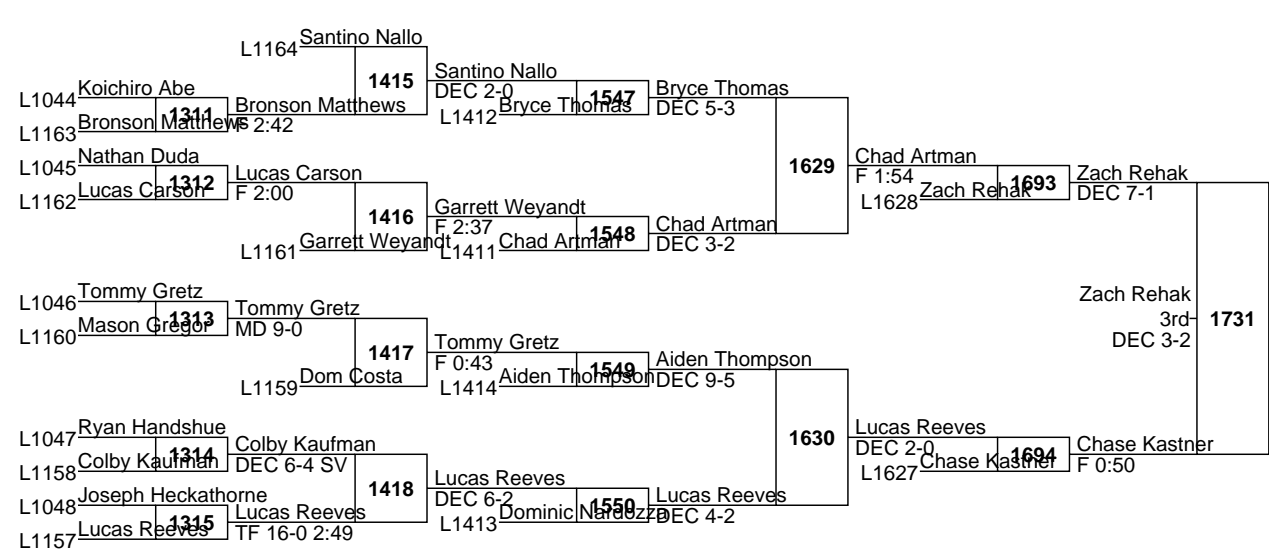 L1164 Santino Nallo
1415 Santino Nallo
DEC 2-0
L1044 Koichiro Abe
1311 Bronson Matthews
F 2:42
L1163 Bronson Matthews
L1412 Bryce Thomas
1547 Bryce Thomas
DEC 5-3
L1045 Nathan Duda
1312 Lucas Carson
F 2:00
L1162 Lucas Carson
1416 Garrett Weyandt
F 2:37
L1161 Garrett Weyandt
L1411 Chad Artman
1548 Chad Artman
DEC 3-2
1629 Chad Artman
F 1:54
L1628 Zach Rehak
1693 Zach Rehak
DEC 7-1
L1046 Tommy Gretz
1313 Tommy Gretz
MD 9-0
L1160 Mason Gregor
1417 Tommy Gretz
F 0:43
L1159 Dom Costa
L1414 Aiden Thompson
1549 Aiden Thompson
DEC 9-5
Zach Rehak
3rd
DEC 3-2
1731
L1047 Ryan Handshue
1314 Colby Kaufman
DEC 6-4 SV
L1158 Colby Kaufman
1418 Lucas Reeves
DEC 6-2
L1048 Joseph Heckathorne
1315 Lucas Reeves
TF 16-0 2:49
L1157 Lucas Reeves
L1413 Dominic Nardozza
1550 Lucas Reeves
DEC 4-2
1630 Lucas Reeves
DEC 2-0
L1627 Chase Kastner
1694 Chase Kastner
F 0:50